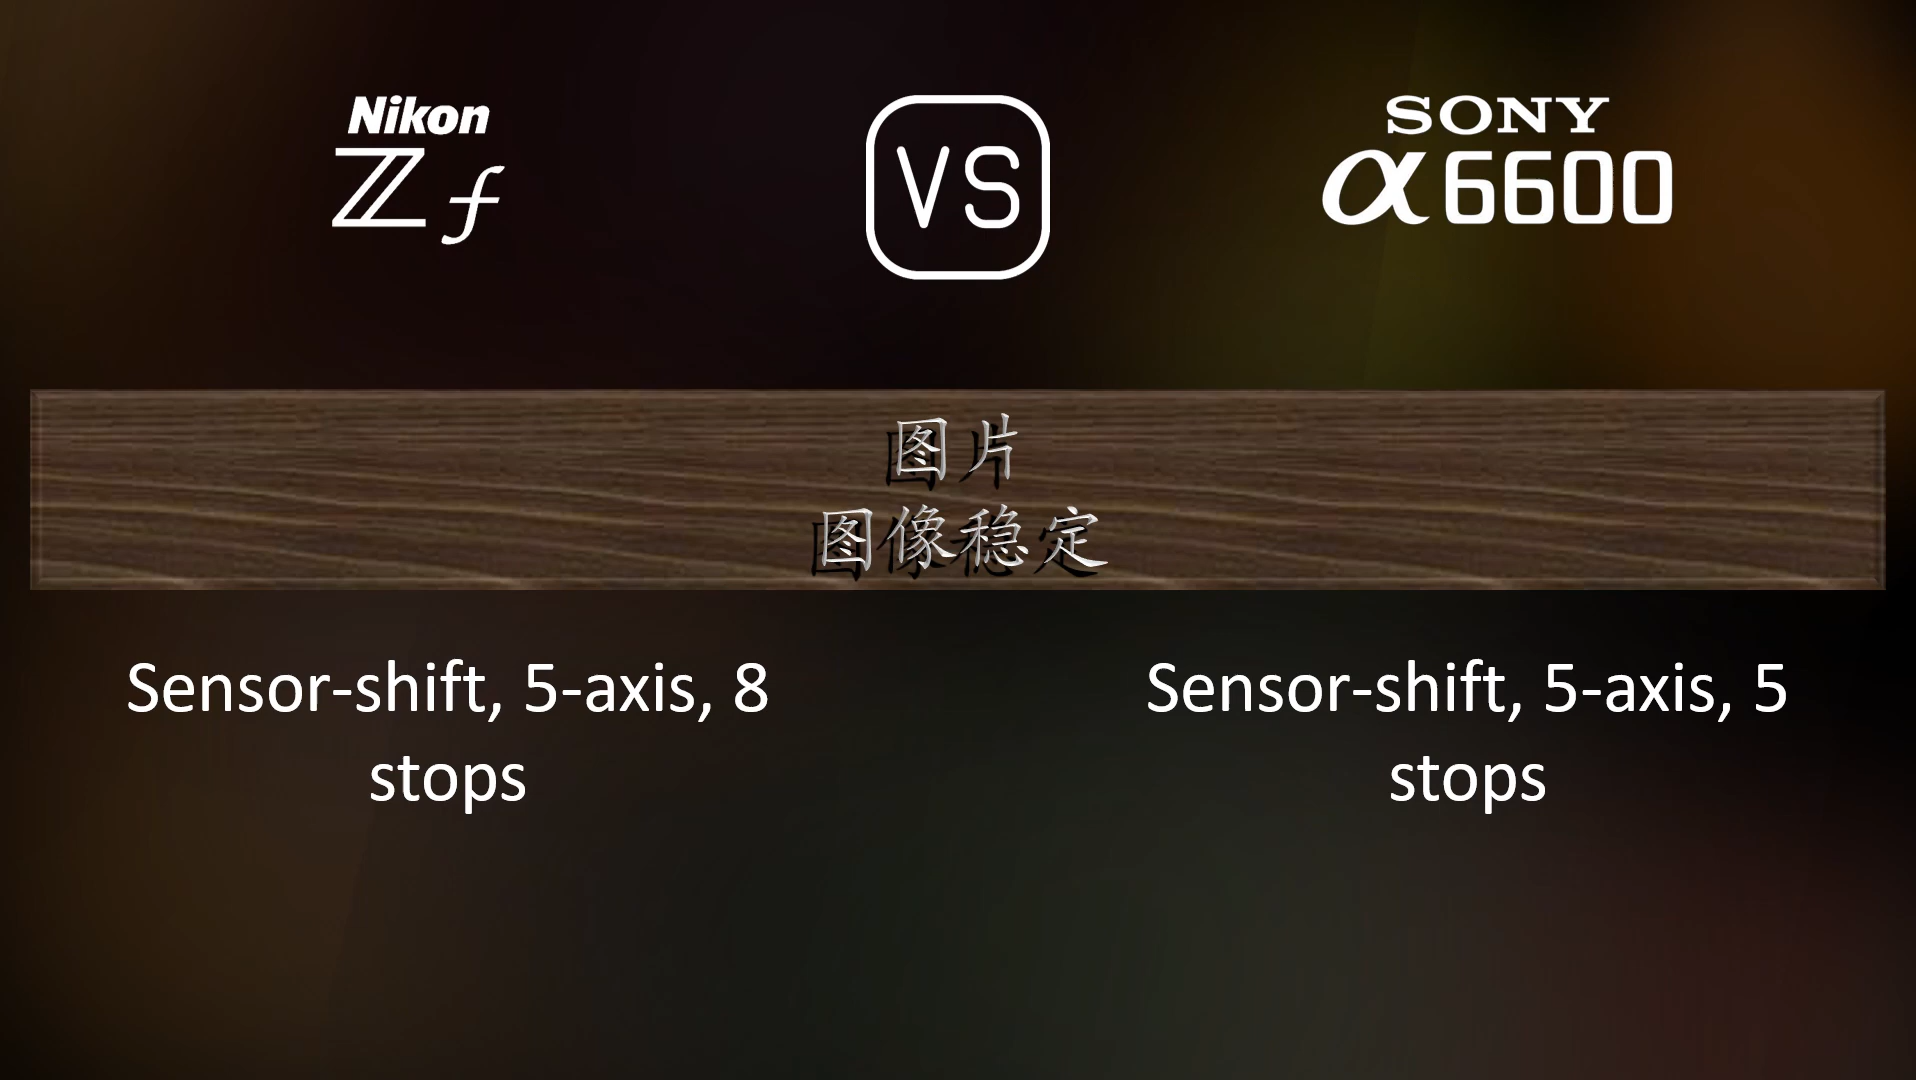 Nikon
Z f
VS
SONY
α6600
图片
图像稳定
Sensor-shift, 5-axis, 8
stops
Sensor-shift, 5-axis, 5
stops